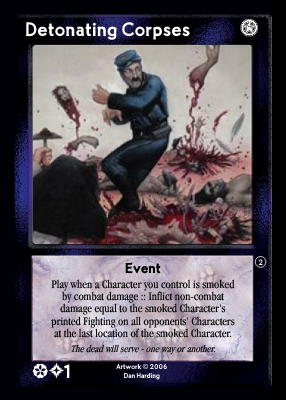 Detonating Corpses
Event
2
Play when a Character you control is smoked
by combat damage :: Inflict non-combat
damage equal to the smoked Character's
printed Fighting on all opponents' Characters
at the last location of the smoked Character.
The dead will serve - one way or another.
1
Artwork © 2006
Dan Harding